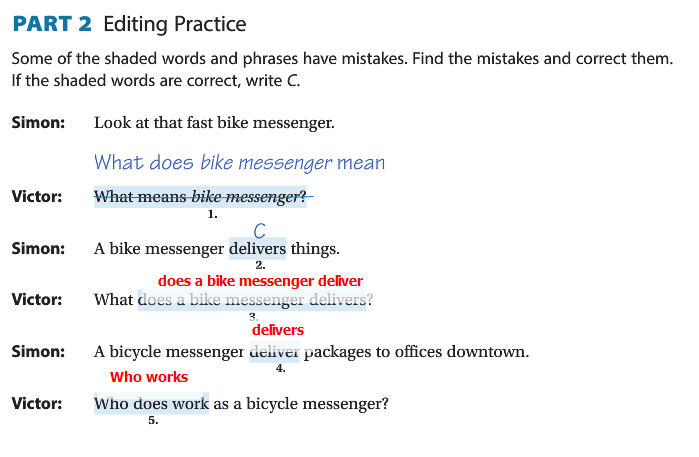 PART 2 Editing Practice
Some of the shaded words and phrases have mistakes. Find the mistakes and correct them.
If the shaded words are correct, write C.
Simon: Look at that fast bike messenger.
What does bike messenger mean
Victor: What means bike messenger?
1.
C
Simon: A bike messenger delivers things.
2.
does a bike messenger deliver
Victor: What does a bike messenger delivers?
3.
delivers
Simon: A bicycle messenger deliver packages to offices downtown.
4.
Who works
Victor: Who does work as a bicycle messenger?
5.